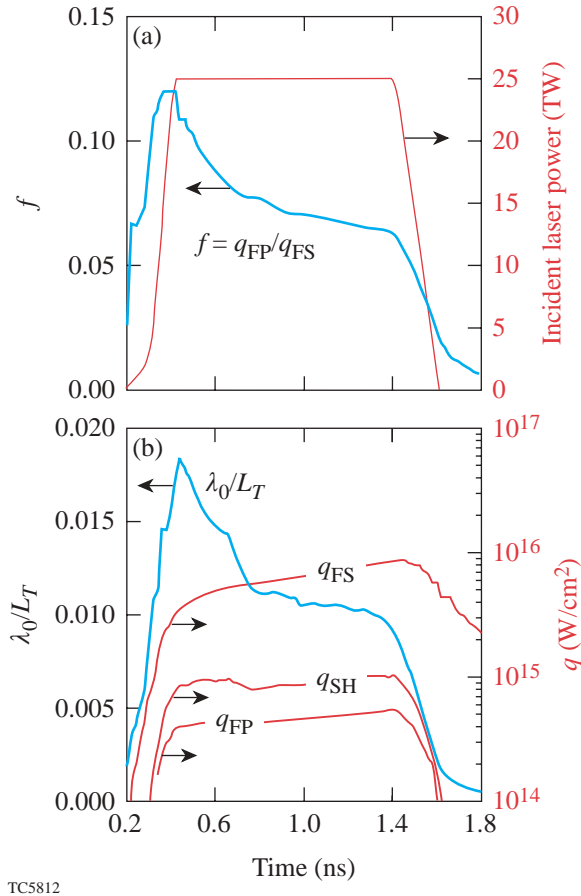 (a)
0.15
0.10
0.05
0.00
f
f = q_FP/q_FS
30
25
20
15
10
5
0
Incident laser power (TW)
(b)
0.020
0.015
0.010
0.005
0.000
λ_0/L_T
λ_0/L_T
q_FS
q_SH
q_FP
10^17
10^16
10^15
10^14
q (W/cm^2)
0.2 0.6 1.0 1.4 1.8
Time (ns)
TC5812